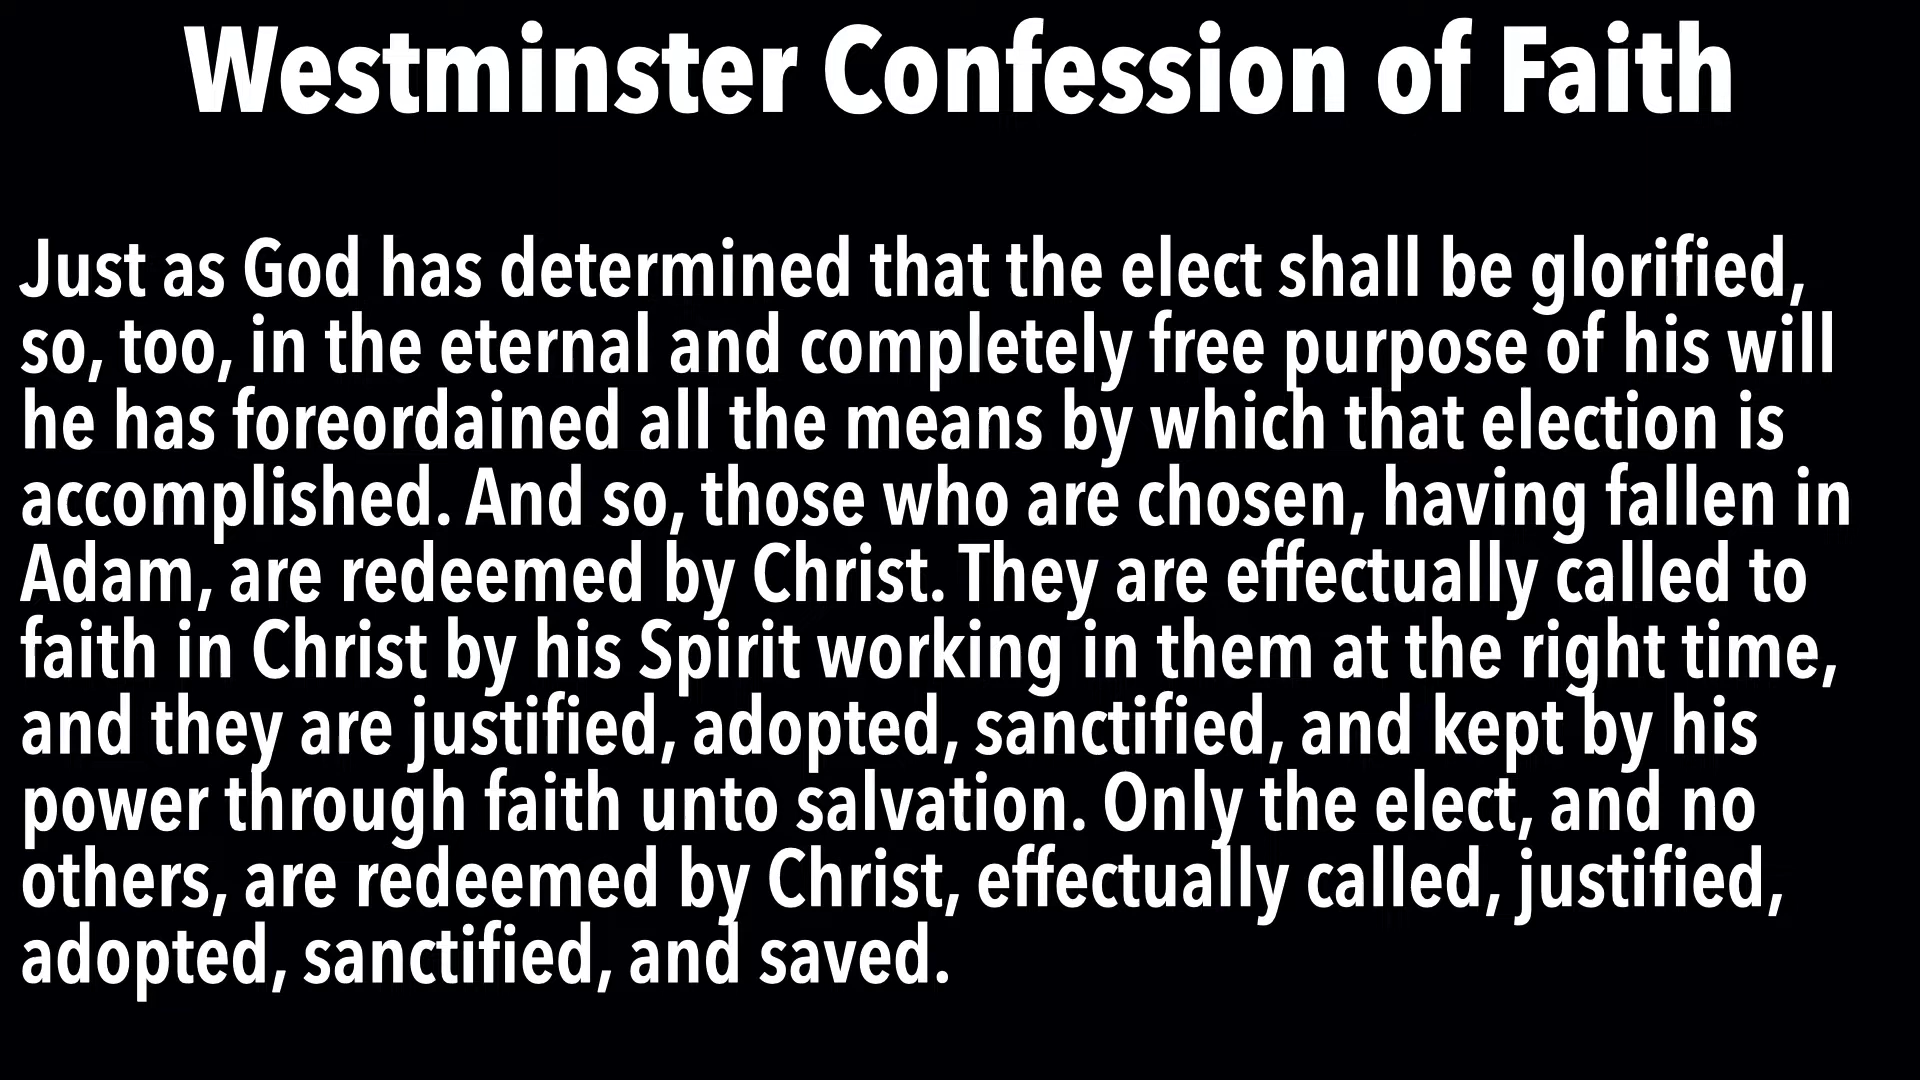 Westminster Confession of Faith
Just as God has determined that the elect shall be glorified,
so, too, in the eternal and completely free purpose of his will
he has foreordained all the means by which that election is
accomplished. And so, those who are chosen, having fallen in
Adam, are redeemed by Christ. They are effectually called to
faith in Christ by his Spirit working in them at the right time,
and they are justified, adopted, sanctified, and kept by his
power through faith unto salvation. Only the elect, and no
others, are redeemed by Christ, effectually called, justified,
adopted, sanctified, and saved.